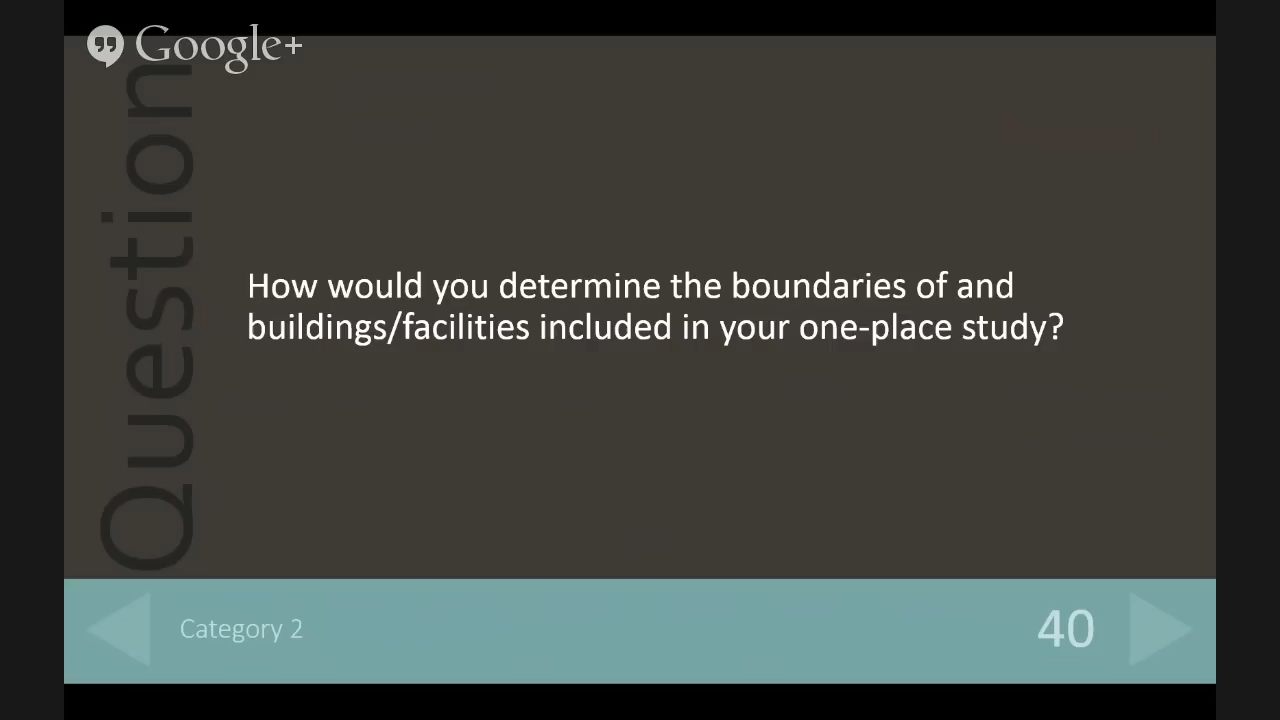 Google+
Question
How would you determine the boundaries of and
buildings/facilities included in your one-place study?
Category 2
40